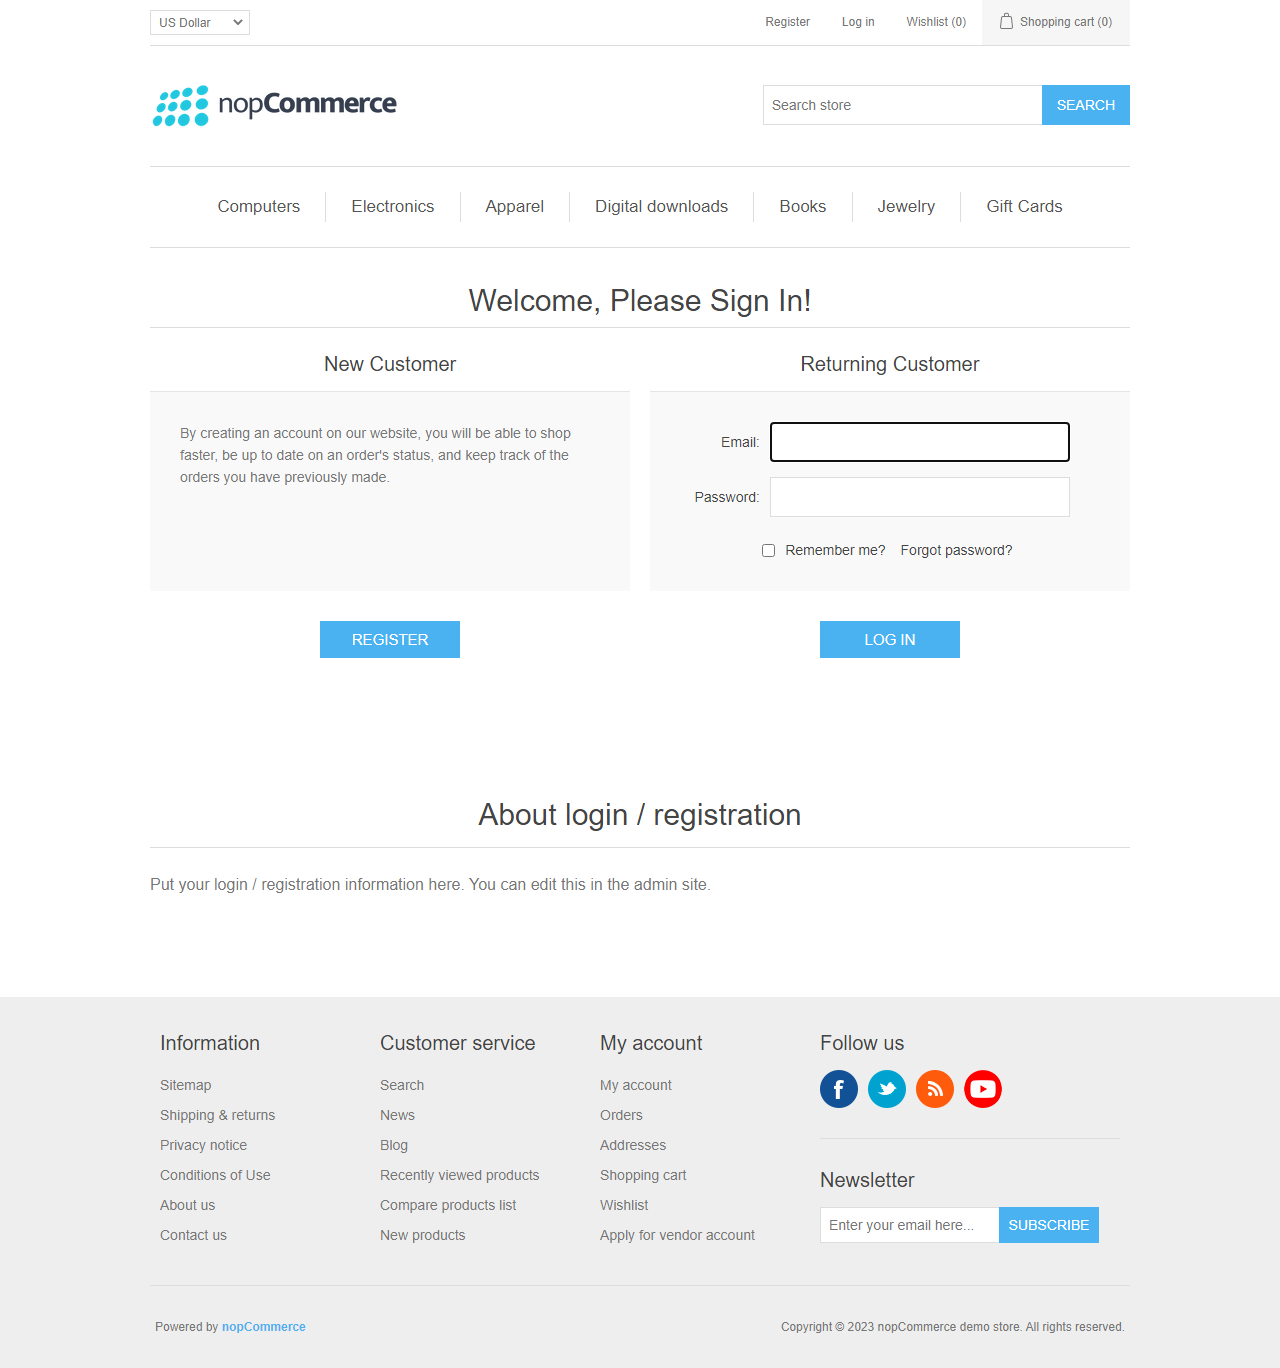 US Dollar
Register
Log in
Wishlist (0)
Shopping cart (0)
nopCommerce
Search store
SEARCH
Computers
Electronics
Apparel
Digital downloads
Books
Jewelry
Gift Cards
Welcome, Please Sign In!
New Customer
By creating an account on our website, you will be able to shop
faster, be up to date on an order's status, and keep track of the
orders you have previously made.
REGISTER
Returning Customer
Email:
Password:
Remember me?
Forgot password?
LOG IN
About login / registration
Put your login / registration information here. You can edit this in the admin site.
Information
Sitemap
Shipping & returns
Privacy notice
Conditions of Use
About us
Contact us
Customer service
Search
News
Blog
Recently viewed products
Compare products list
New products
My account
My account
Orders
Addresses
Shopping cart
Wishlist
Apply for vendor account
Follow us
Newsletter
Enter your email here...
SUBSCRIBE
Powered by nopCommerce
Copyright © 2023 nopCommerce demo store. All rights reserved.